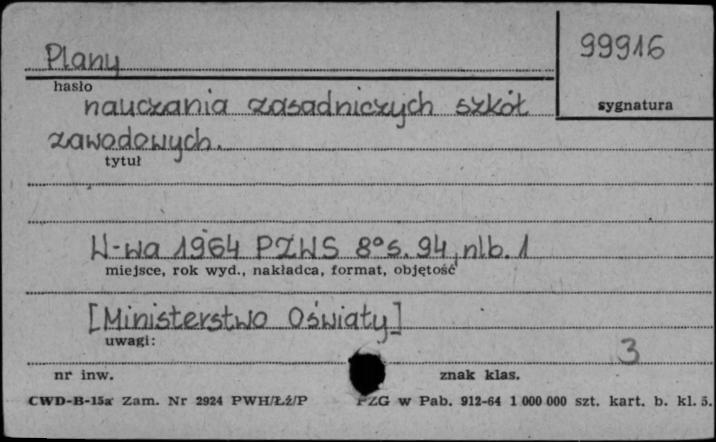 99916
Plany
hasło
nauczania zasadniczych szkół
sygnatura
zawodowych.
tytuł
W-wa 1964 PZWS 8° s. 94, nlb. 1
miejsce, rok wyd., nakładca, format, objętość
[Ministerstwo Oświaty]
uwagi:
3
nr inw. znak klas.
CWD-B-15a Zam. Nr 2924 PWH/Łź/P PZG w Pab. 912-64 1 000 000 szt. kart. b. kl. 5.